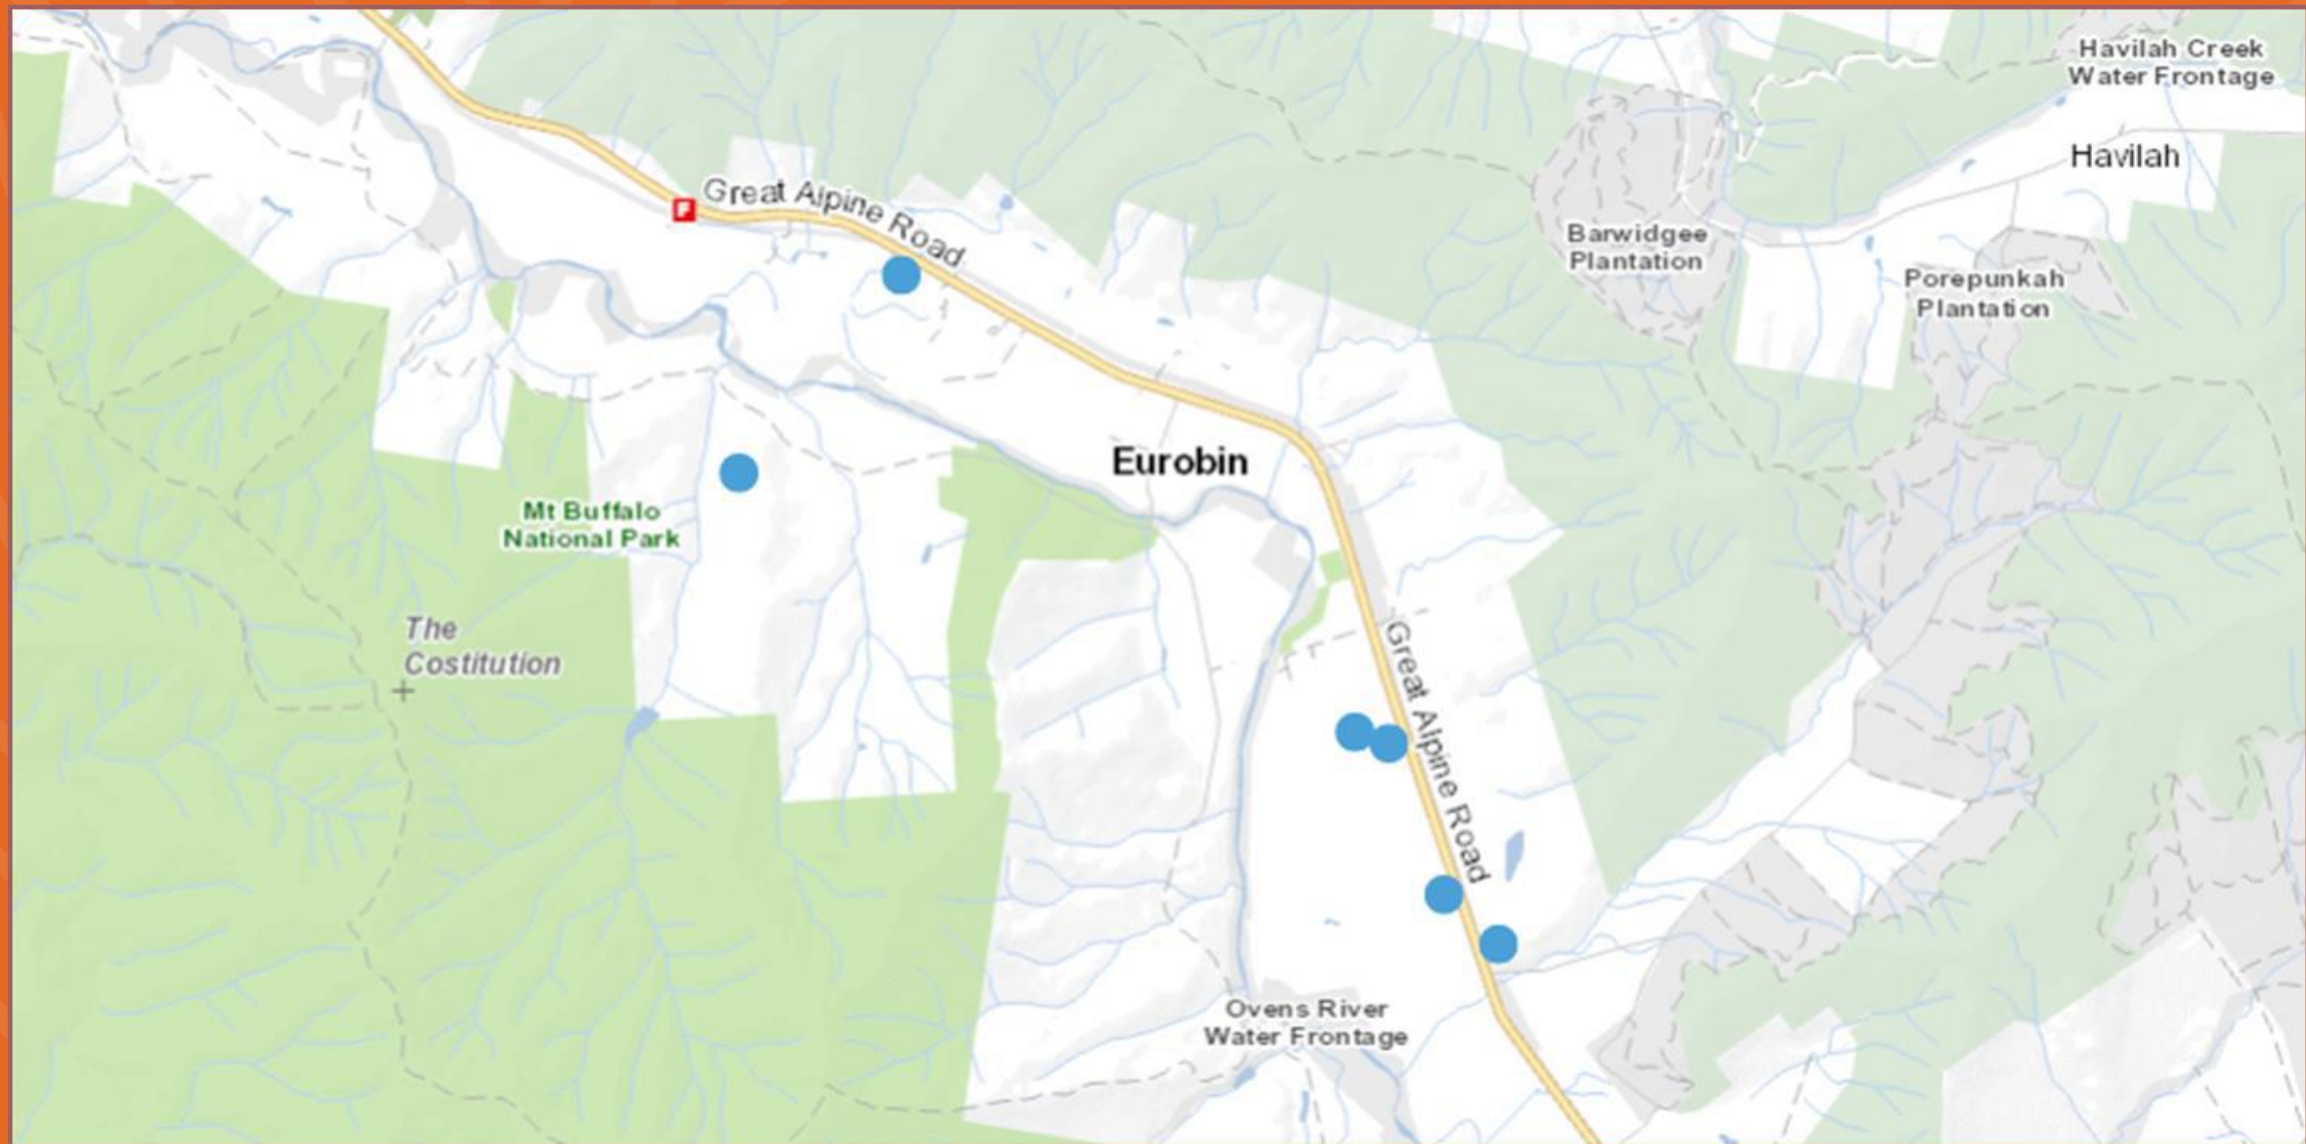 Havilah Creek
Water Frontage
Havilah
Great Alpine Road
Barwidgee
Plantation
Porepunkah
Plantation
Eurobin
Mt Buffalo
National Park
The
Costitution
Great Alpine Road
Ovens River
Water Frontage